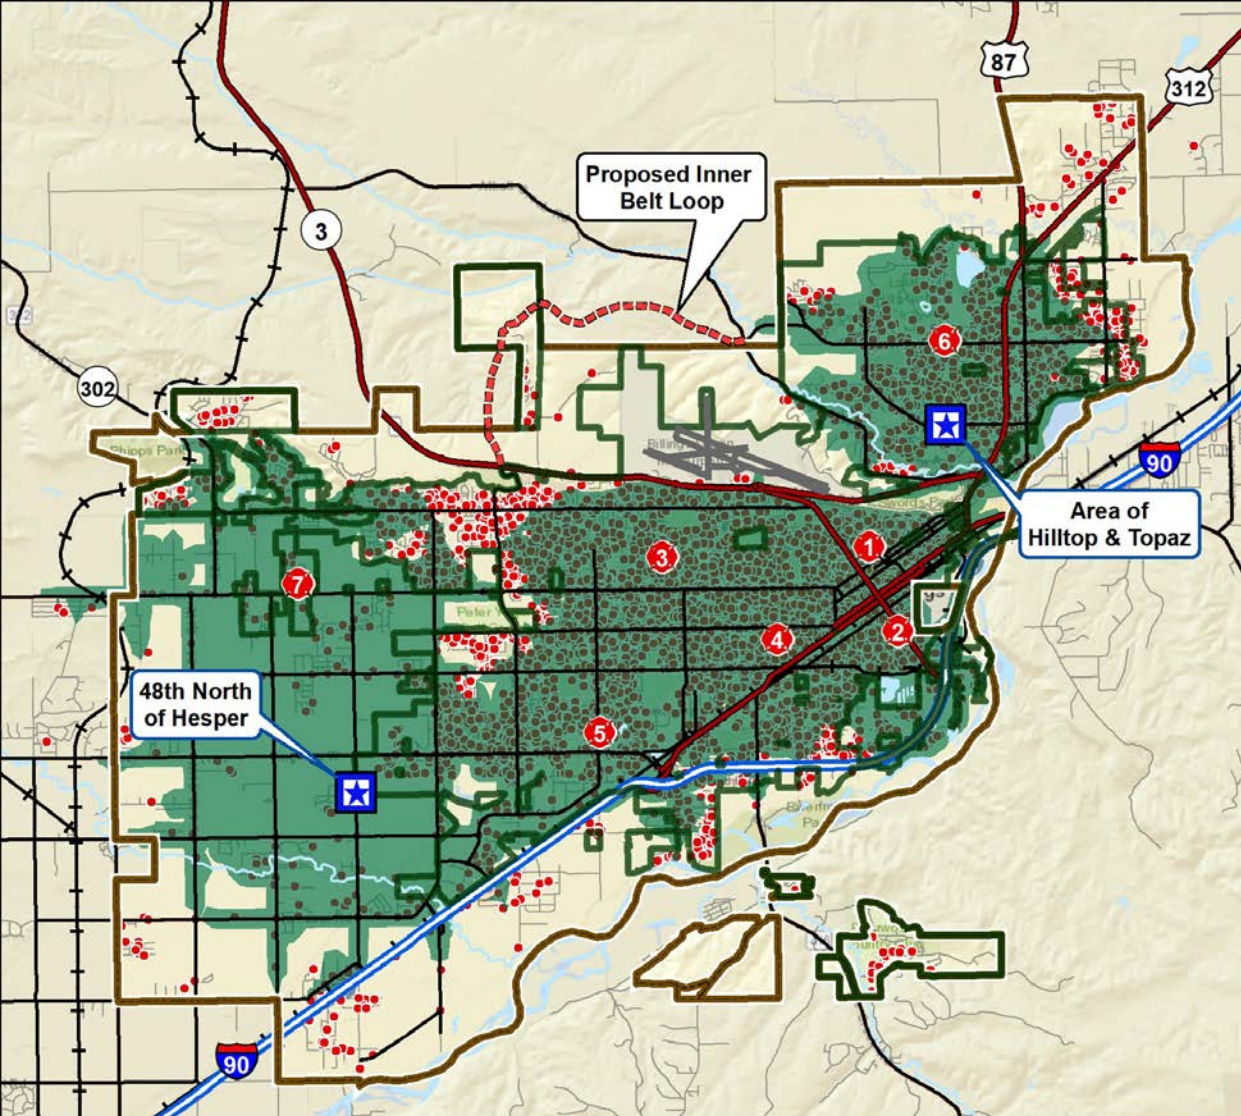 87
312
Proposed Inner
Belt Loop
3
302
6
90
Area of
Hilltop & Topaz
1
3
7
2
4
48th North
of Hesper
5
90